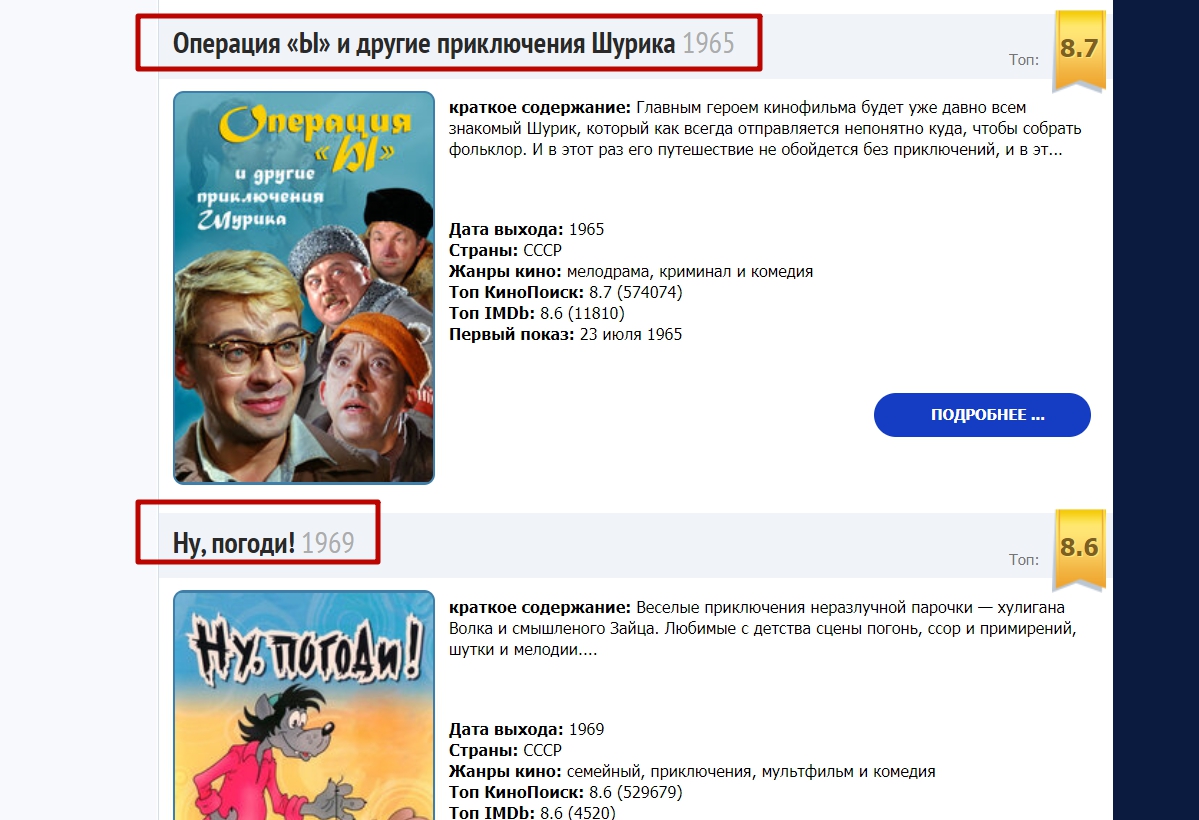 Операция «Ы» и другие приключения Шурика 1965
Топ:
8.7
Операция
«Ы»
и другие
приключения
Шурика
краткое содержание: Главным героем кинофильма будет уже давно всем
знакомый Шурик, который как всегда отправляется непонятно куда, чтобы собрать
фольклор. И в этот раз его путешествие не обойдется без приключений, и в эт...
Дата выхода: 1965
Страны: СССР
Жанры кино: мелодрама, криминал и комедия
Топ КиноПоиск: 8.7 (574074)
Топ IMDb: 8.6 (11810)
Первый показ: 23 июля 1965
ПОДРОБНЕЕ ...
Ну, погоди! 1969
Топ:
8.6
Ну, погоди!
краткое содержание: Веселые приключения неразлучной парочки — хулигана
Волка и смышленого Зайца. Любимые с детства сцены погонь, ссор и примирений,
шутки и мелодии....
Дата выхода: 1969
Страны: СССР
Жанры кино: семейный, приключения, мультфильм и комедия
Топ КиноПоиск: 8.6 (529679)
Топ IMDb: 8.6 (4520)